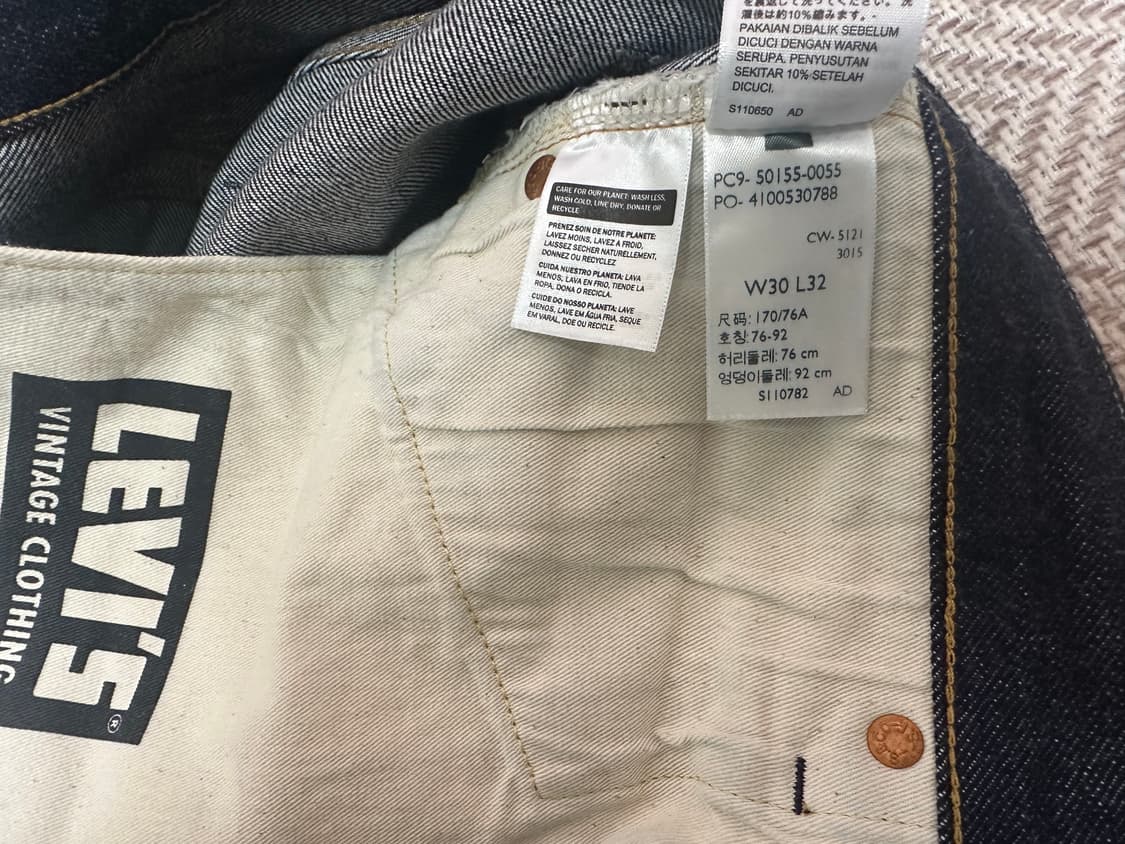 濯後は約10%縮みます。-
PAKAIAN DIBALIK SEBELUM
DICUCI DENGAN WARNA
SERUPA. PENYUSUTAN
SEKITAR 10% SETELAH
DICUCI.
S110650 AD
CARE FOR OUR PLANET: WASH LESS,
WASH COLD, LINE DRY, DONATE OR
RECYCLE
PRENEZ SOIN DE NOTRE PLANETE:
LAVEZ MOINS, LAVEZ A FROID,
LAISSEZ SECHER NATURELLEMENT,
DONNEZ OU RECYCLEZ
CUIDA NUESTRO PLANETA: LAVA
MENOS, LAVA EN FRIO, TIENDE LA
ROPA, DONA O RECICLA.
CUIDE DO NOSSO PLANETA: LAVE
MENOS, LAVE EM ÁGUA FRIA, SEQUE
EM VARAL, DOE OU RECICLE.
PC9- 50155-0055
PO- 4100530788
CW- 5121
3015
W30 L32
尺码: 170/76A
호칭: 76-92
허리둘레: 76 cm
엉덩이둘레: 92 cm
S110782 AD
LEVI'S®
VINTAGE CLOTHING